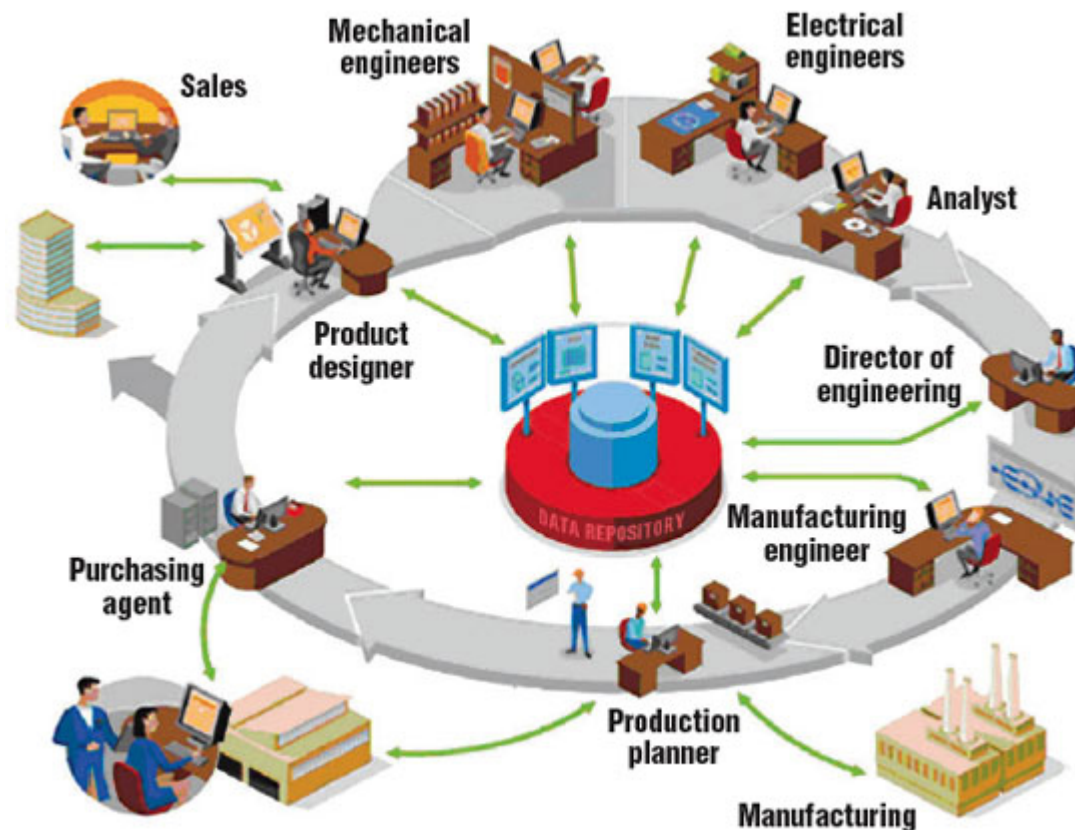 Mechanical
engineers
Electrical
engineers
Sales
Analyst
Product
designer
Director of
engineering
DATA REPOSITORY
Manufacturing
engineer
Purchasing
agent
Production
planner
Manufacturing